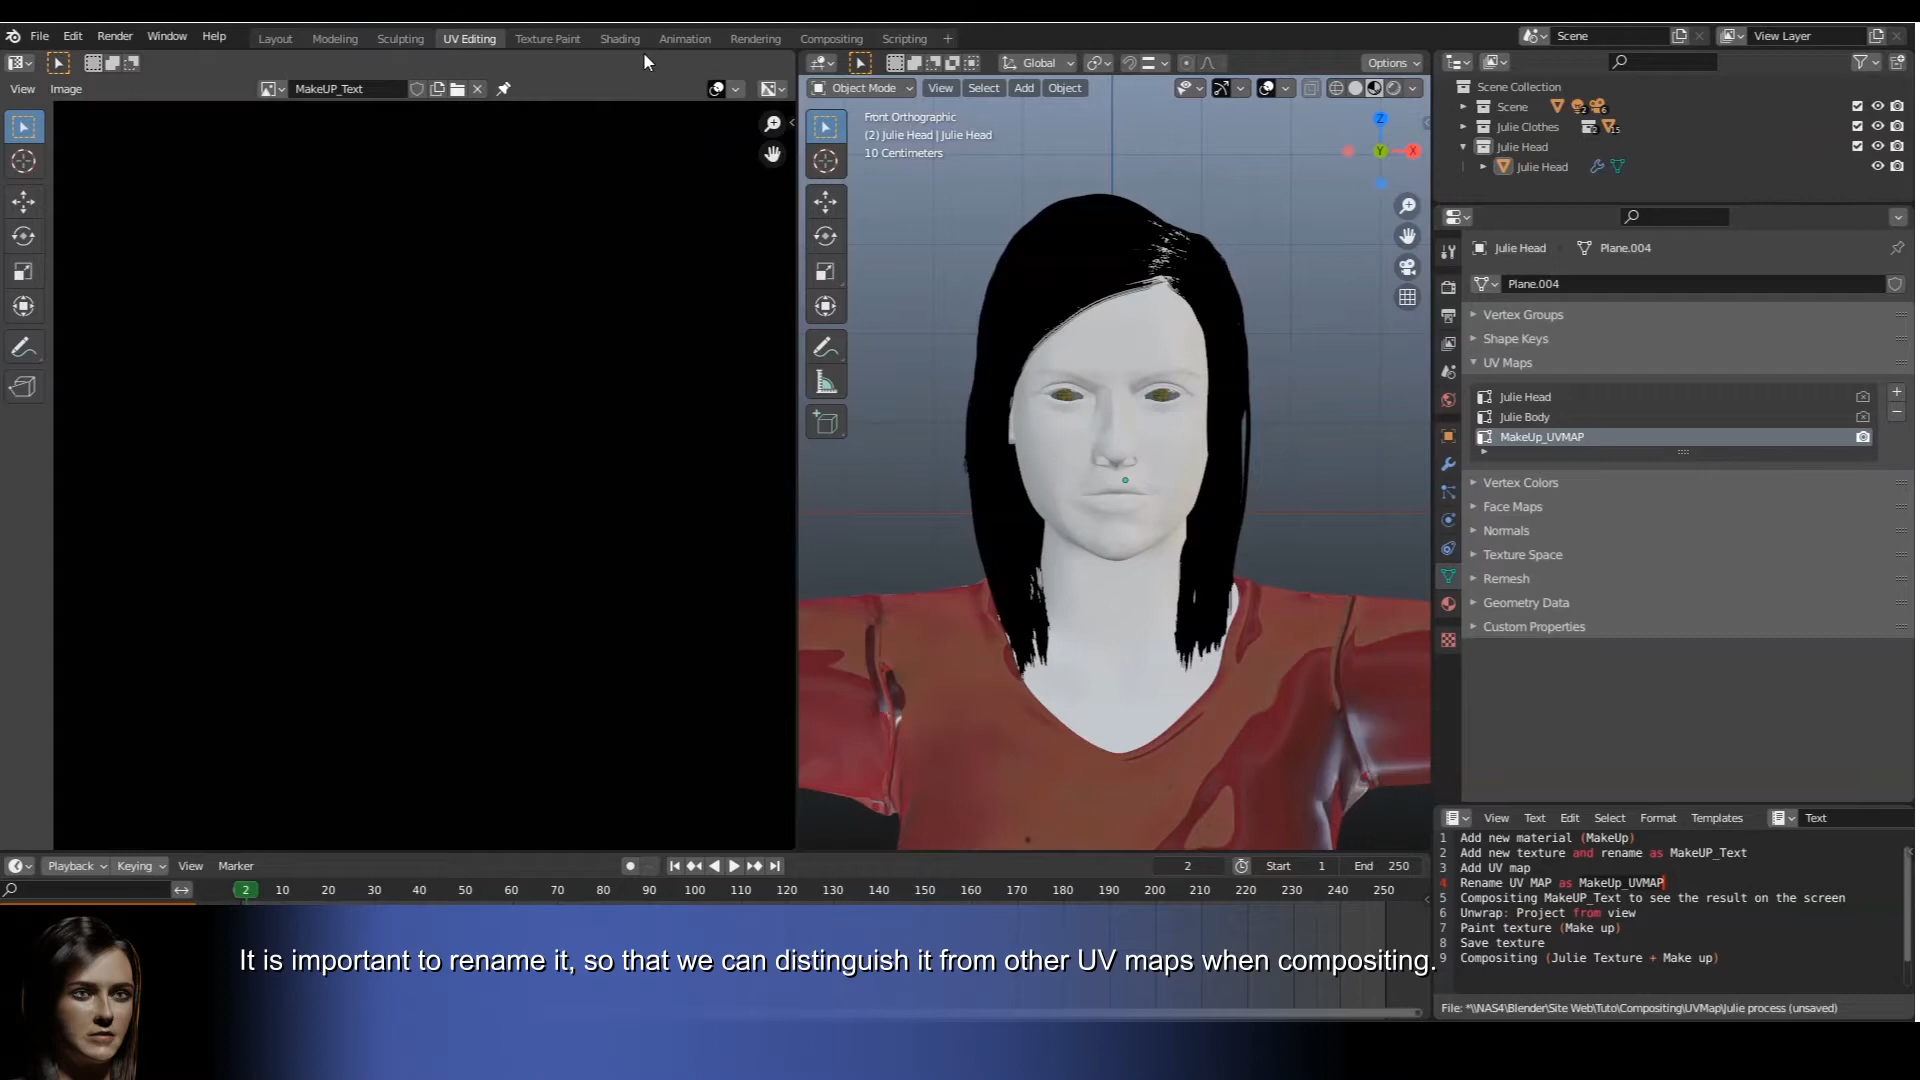 File Edit Render Window Help Layout Modeling Sculpting UV Editing Texture Paint Shading Animation Rendering Compositing Scripting + Scene View Layer
Global Options
View Image MakeUP_Text Object Mode View Select Add Object
Front Orthographic
(2) Julie Head | Julie Head
10 Centimeters
Z
Y
X
Scene Collection
Scene 2 6
Julie Clothes 2 15
Julie Head
Julie Head
Julie Head Plane.004
Plane.004
Vertex Groups
Shape Keys
UV Maps
Julie Head
Julie Body
MakeUp_UVMAP
Vertex Colors
Face Maps
Normals
Texture Space
Remesh
Geometry Data
Custom Properties
View Text Edit Select Format Templates Text
1 Add new material (MakeUp)
2 Add new texture and rename as MakeUP_Text
3 Add UV map
4 Rename UV MAP as MakeUp_UVMAP
5 Compositing MakeUP_Text to see the result on the screen
6 Unwrap: Project from view
7 Paint texture (Make up)
8 Save texture
9 Compositing (Julie Texture + Make up)
File: *\\NAS4\Blender\Site Web\Tuto\Compositing\UVMap\Julie process (unsaved)
Playback Keying View Marker 2 Start 1 End 250
2 10 20 30 40 50 60 70 80 90 100 110 120 130 140 150 160 170 180 190 200 210 220 230 240 250
It is important to rename it, so that we can distinguish it from other UV maps when compositing.